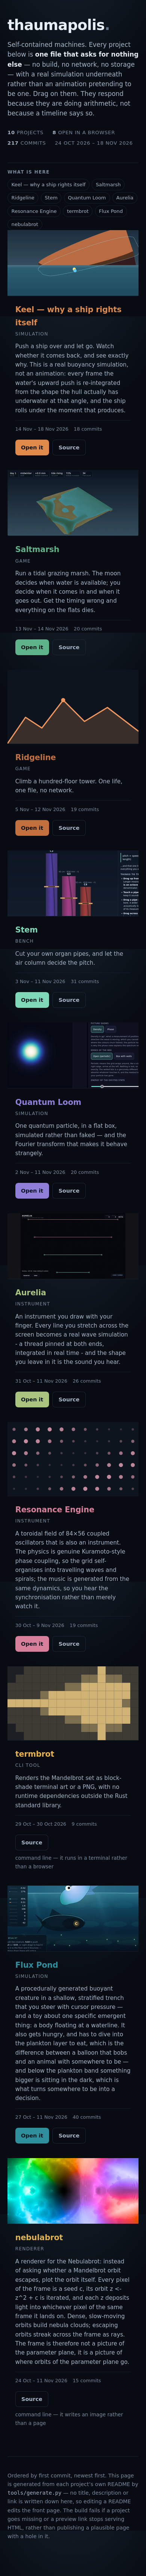 thaumapolis.
Self-contained machines. Every project
below is one file that asks for nothing
else — no build, no network, no storage
— with a real simulation underneath
rather than an animation pretending to
be one. Drag on them. They respond
because they are doing arithmetic, not
because a timeline says so.
10 PROJECTS 8 OPEN IN A BROWSER
217 COMMITS 24 OCT 2026 – 18 NOV 2026
WHAT IS HERE
Keel — why a ship rights itself Saltmarsh
Ridgeline Stem Quantum Loom Aurelia
Resonance Engine termbrot Flux Pond
nebulabrot
Keel — why a ship rights
itself
SIMULATION
Push a ship over and let go. Watch
whether it comes back, and see exactly
why. This is a real buoyancy simulation,
not an animation: every frame the
water's upward push is re-integrated
from the shape the hull actually has
underwater at that angle, and the ship
rolls under the moment that produces.
14 Nov – 18 Nov 2026 18 commits
Open it Source
Saltmarsh
GAME
Run a tidal grazing marsh. The moon
decides when water is available; you
decide when it comes in and when it
gets out. Get the timing wrong and
everything on the flats dies.
13 Nov – 14 Nov 2026 20 commits
Open it Source
Ridgeline
GAME
Climb a hundred-floor tower. One life,
one file, no network.
5 Nov – 12 Nov 2026 19 commits
Open it Source
Stem
BENCH
Cut your own organ pipes, and let the
air column decide the pitch.
3 Nov – 11 Nov 2026 31 commits
Open it Source
Quantum Loom
SIMULATION
One quantum particle, in a flat box,
simulated rather than faked — and the
Fourier transform that makes it behave
strangely.
2 Nov – 11 Nov 2026 20 commits
Open it Source
Aurelia
INSTRUMENT
An instrument you draw with your
finger. Every line you stretch across the
screen becomes a real wave simulation
- a thread pinned at both ends,
integrated in real time - and the shape
you leave in it is the sound you hear.
31 Oct – 11 Nov 2026 26 commits
Open it Source
Resonance Engine
INSTRUMENT
A toroidal field of 84×56 coupled
oscillators that is also an instrument.
The physics is genuine Kuramoto-style
phase coupling, so the grid self-
organises into travelling waves and
spirals; the music is generated from the
same dynamics, so you hear the
synchronisation rather than merely
watch it.
30 Oct – 9 Nov 2026 19 commits
Open it Source
termbrot
CLI TOOL
Renders the Mandelbrot set as block-
shade terminal art or a PNG, with no
runtime dependencies outside the Rust
standard library.
29 Oct – 30 Oct 2026 9 commits
Source
command line — it runs in a terminal rather
than a browser
Flux Pond
SIMULATION
A procedurally generated buoyant
creature in a shallow, stratified trench
that you steer with cursor pressure —
and a day that is about one specific
thing: a body floating at a waterline. It
also gets hungry, and has to dive into
the plankton layer to eat, which is the
difference between a balloon that bobs
and an animal somewhere to be — and
below the plankton band something
bigger is sitting in the dark, which is
what turns somewhere to be into a
decision.
27 Oct – 11 Nov 2026 40 commits
Open it Source
nebulabrot
RENDERER
A renderer for the Nebulabrot: instead
of asking whether a Mandelbrot orbit
escapes, plot the orbit itself. Every pixel
of the frame is a seed c, its orbit z <-
z^2 + c is iterated, and each z deposits
light into whichever pixel of the same
frame it lands on. Dense, slow-moving
orbits build nebula clouds; escaping
orbits streak across the frame as rays.
The frame is therefore not a picture of
the parameter plane, it is a picture of
where orbits of the parameter plane go.
24 Oct – 11 Nov 2026 15 commits
Source
command line — it writes an image rather
than a page
Ordered by first commit, newest first. This page
is generated from each project's own README by
tools/generate.py — no title, description or
link is written down here, so editing a README
edits the front page. The build fails if a project
goes missing or a preview link stops serving
HTML, rather than publishing a plausible page
with a hole in it.